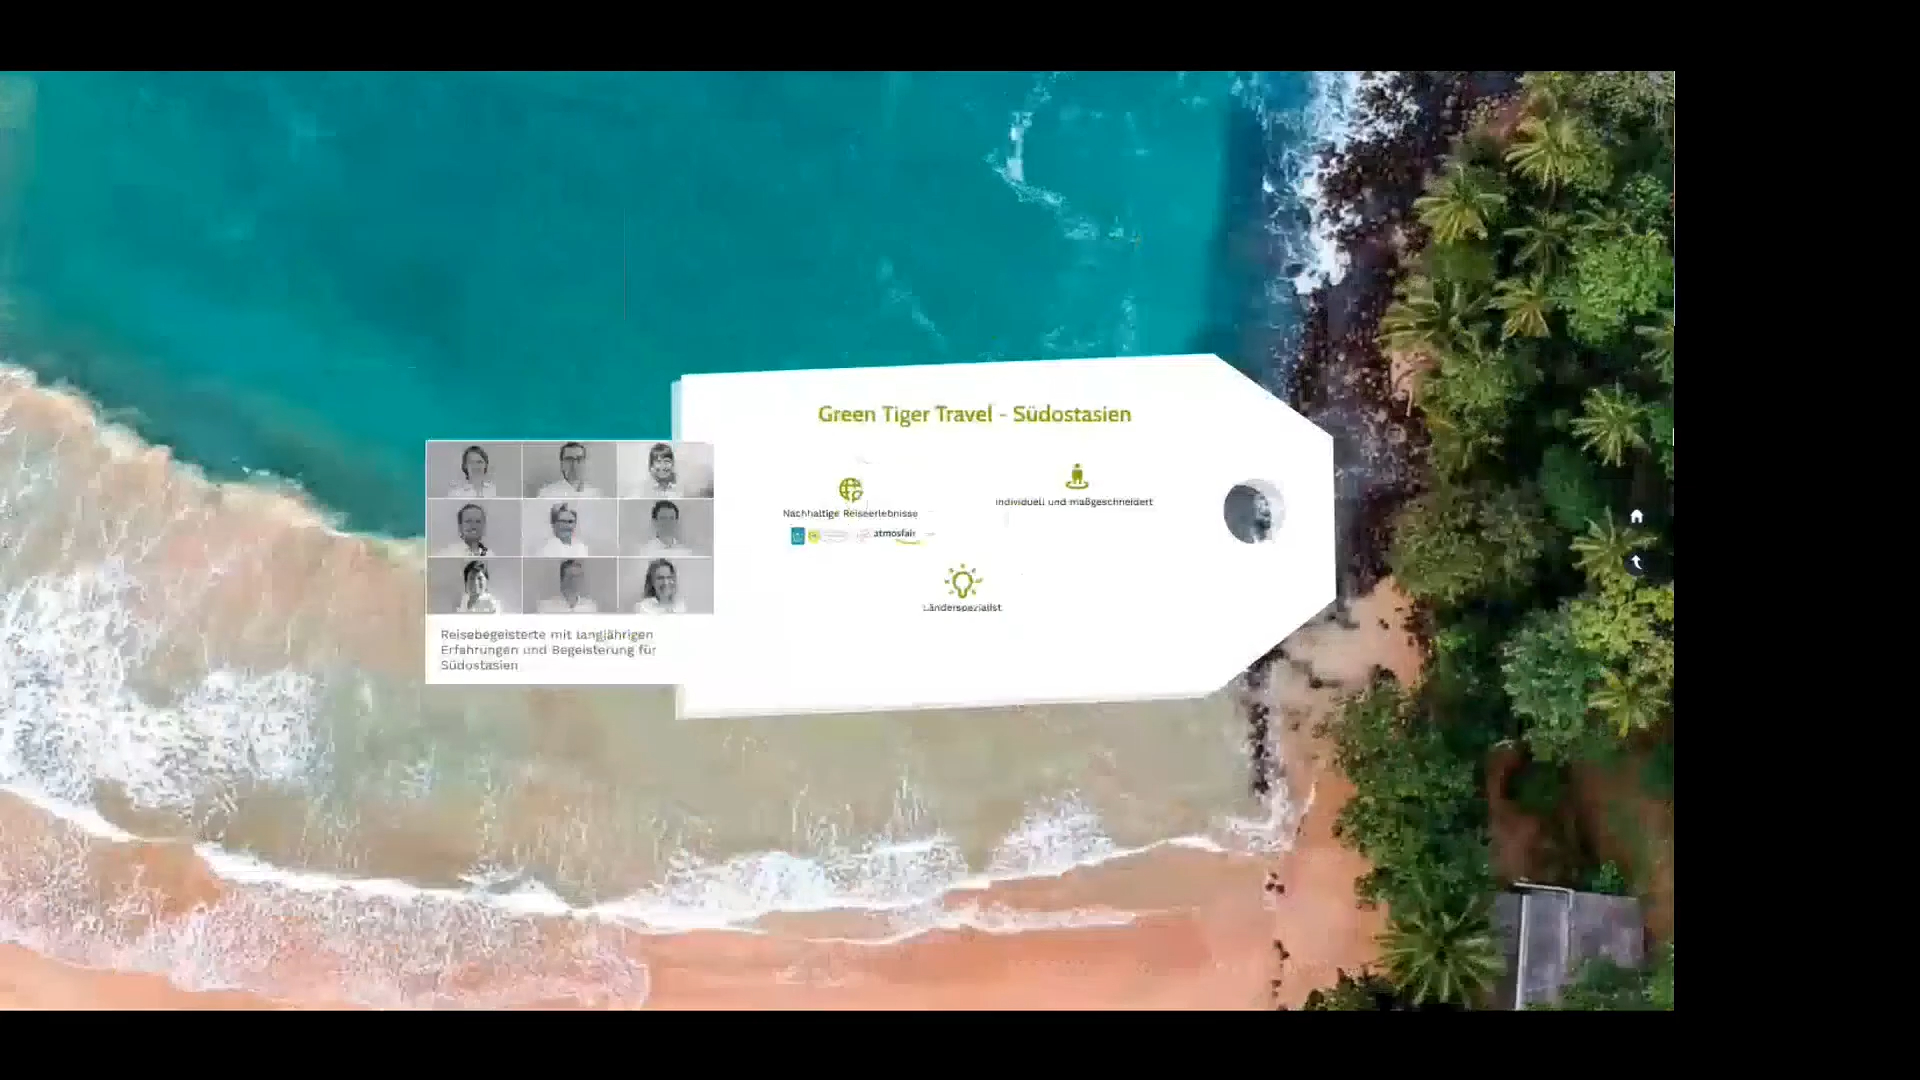 Green Tiger Travel - Südostasien
Nachhaltige Reiseerlebnisse
Individuell und maßgeschneidert
atmosfair
Länderspezialist
Reisebegeisterte mit langjährigen
Erfahrungen und Begeisterung für
Südostasien